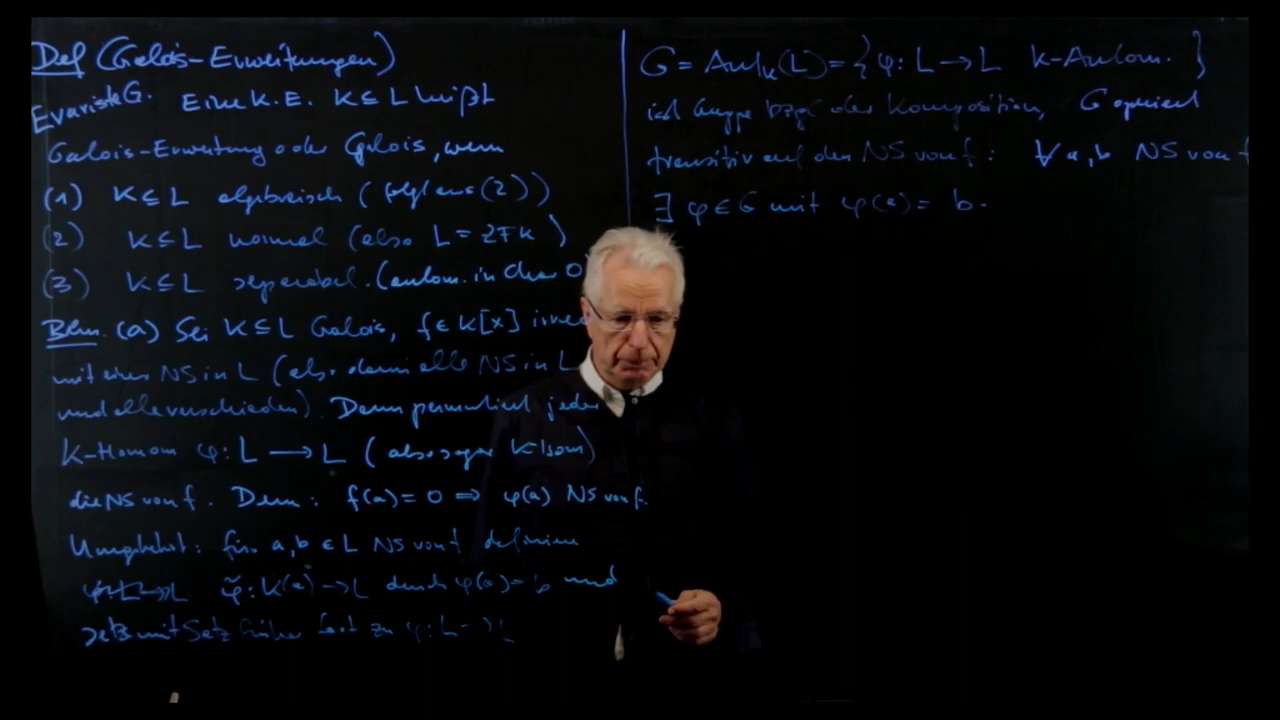 Def (Galois-Erweiterungen)
Evariste G. Eine K.E. K ⊆ L heißt
Galois-Erweiterung oder Galois, wenn
(1) K ⊆ L algebraisch (folgt aus (2))
(2) K ⊆ L normal (also L = ZFK)
(3) K ⊆ L separabel. (autom. in Char 0
Bem. (a) Sei K ⊆ L Galois, f ∈ K[x] irred
mit einer NS in L (also dann alle NS in L
und alle verschieden). Dann permutiert jeder
K-Homom φ: L → L (also sogar K-Isom)
die NS von f. Denn: f(a) = 0 ⇒ φ(a) NS von f.
Umgekehrt: für a, b ∈ L NS von f definiere
φ̃: K(a) → L durch φ(a) = b und
setze mit Satz früher fort zu φ: L → L
G = Aut_K(L) = { φ: L → L K-Autom. }
ist Gruppe bzgl der Komposition, G operiert
transitiv auf den NS von f: ∀ a, b NS von f
∃ φ ∈ G mit φ(a) = b.